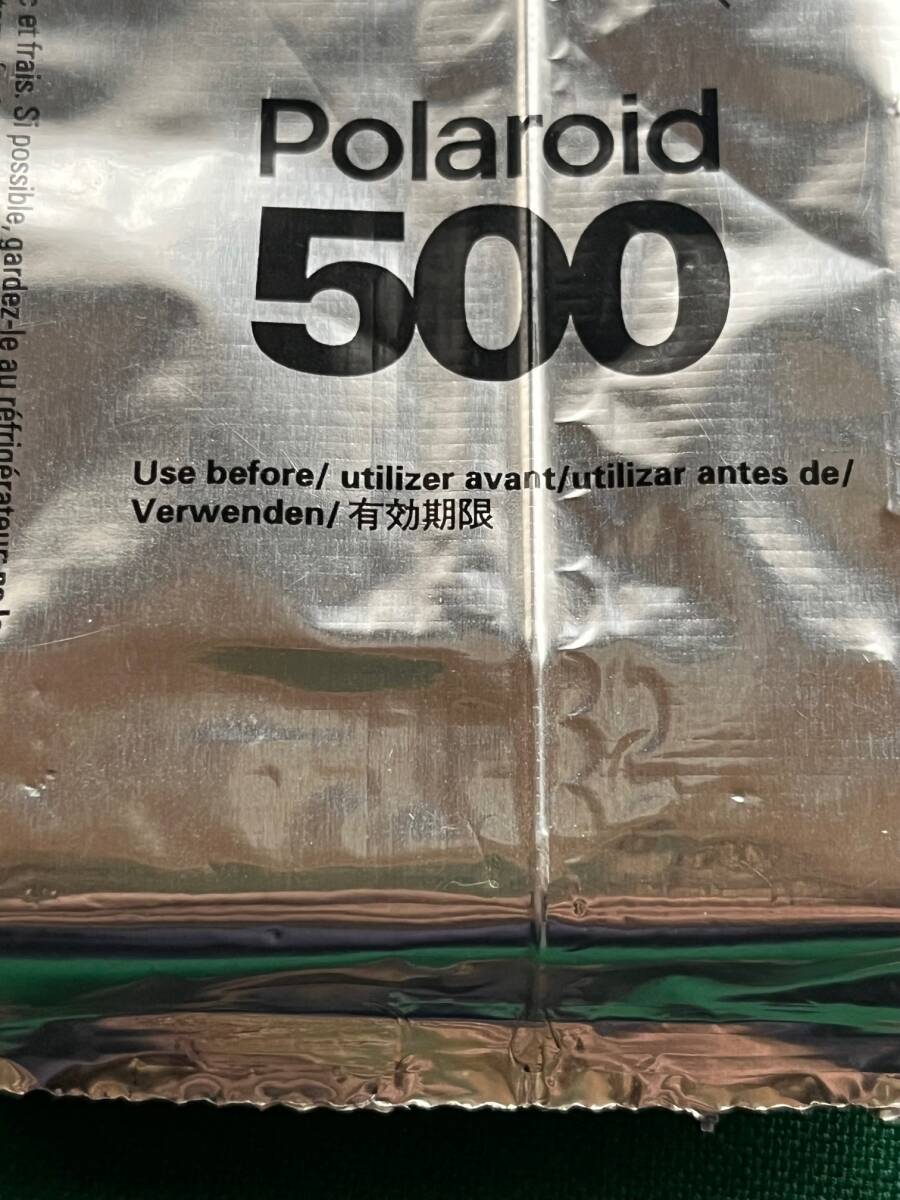 Polaroid
500
Use before/ utilizer avant/utilizar antes de/
Verwenden/ 有効期限
et frais. Si possible, gardez-le au réfrigérateur